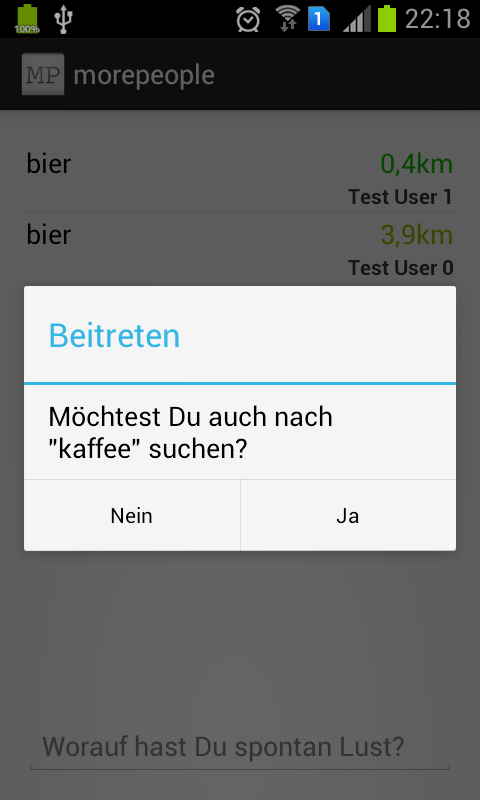 100%
1
22:18
MP morepeople
bier 0,4km
Test User 1
bier 3,9km
Test User 0
Beitreten
Möchtest Du auch nach
"kaffee" suchen?
Nein Ja
Worauf hast Du spontan Lust?